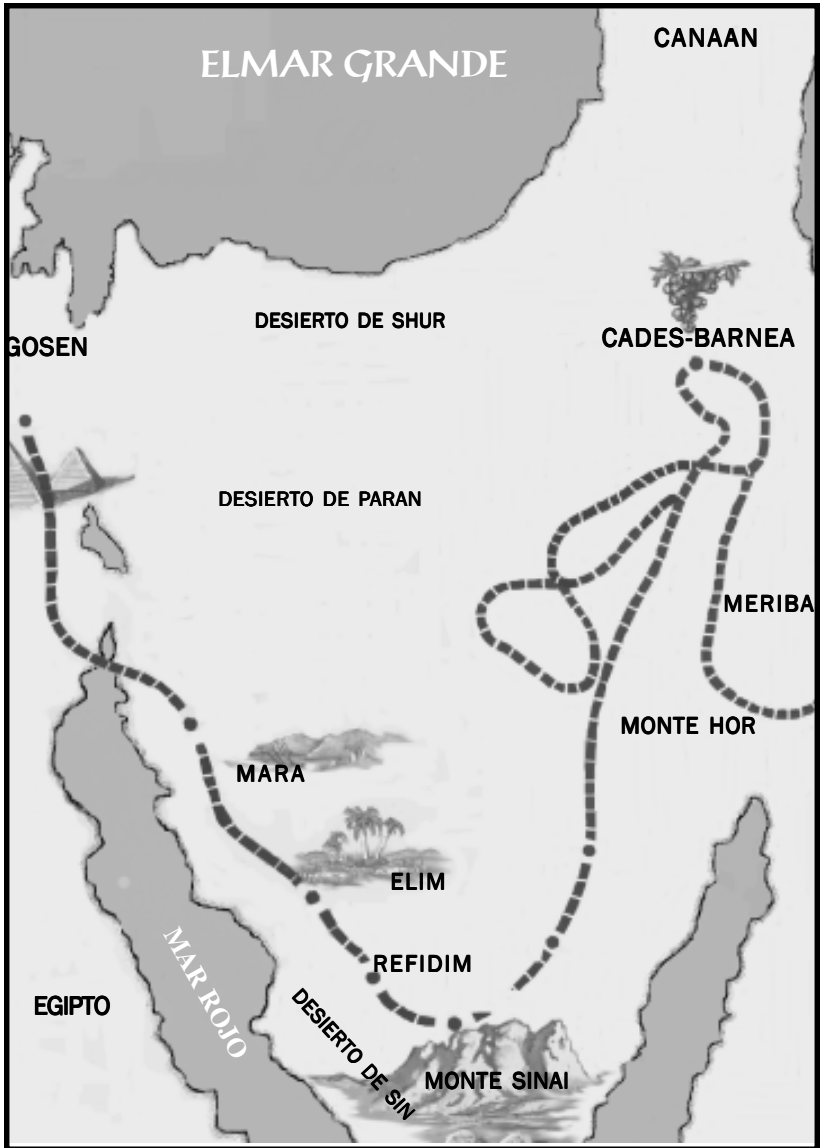 CANAAN
ELMAR GRANDE
DESIERTO DE SHUR
CADES-BARNEA
GOSEN
DESIERTO DE PARAN
MERIBA
MONTE HOR
MARA
ELIM
REFIDIM
MAR ROJO
EGIPTO
DESIERTO DE SIN
MONTE SINAI